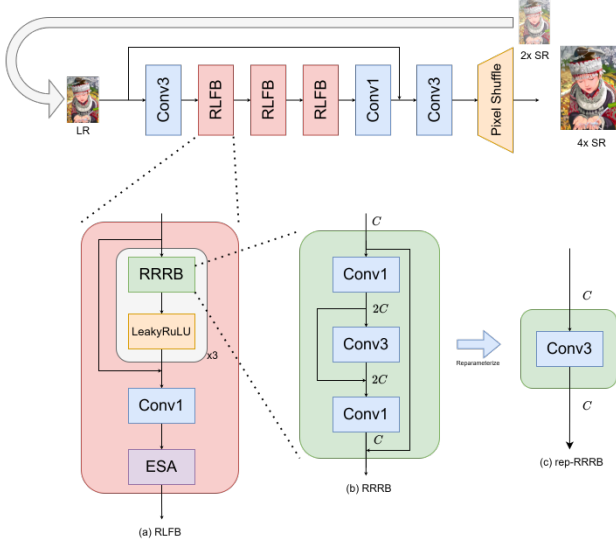 2x SR
LR
Conv3
RLFB
RLFB
RLFB
Conv1
Conv3
Pixel Shuffle
4x SR
RRRB
LeakyRuLU
x3
Conv1
ESA
(a) RLFB
C
Conv1
2C
Conv3
2C
Conv1
C
(b) RRRB
Reparameterize
C
Conv3
C
(c) rep-RRRB